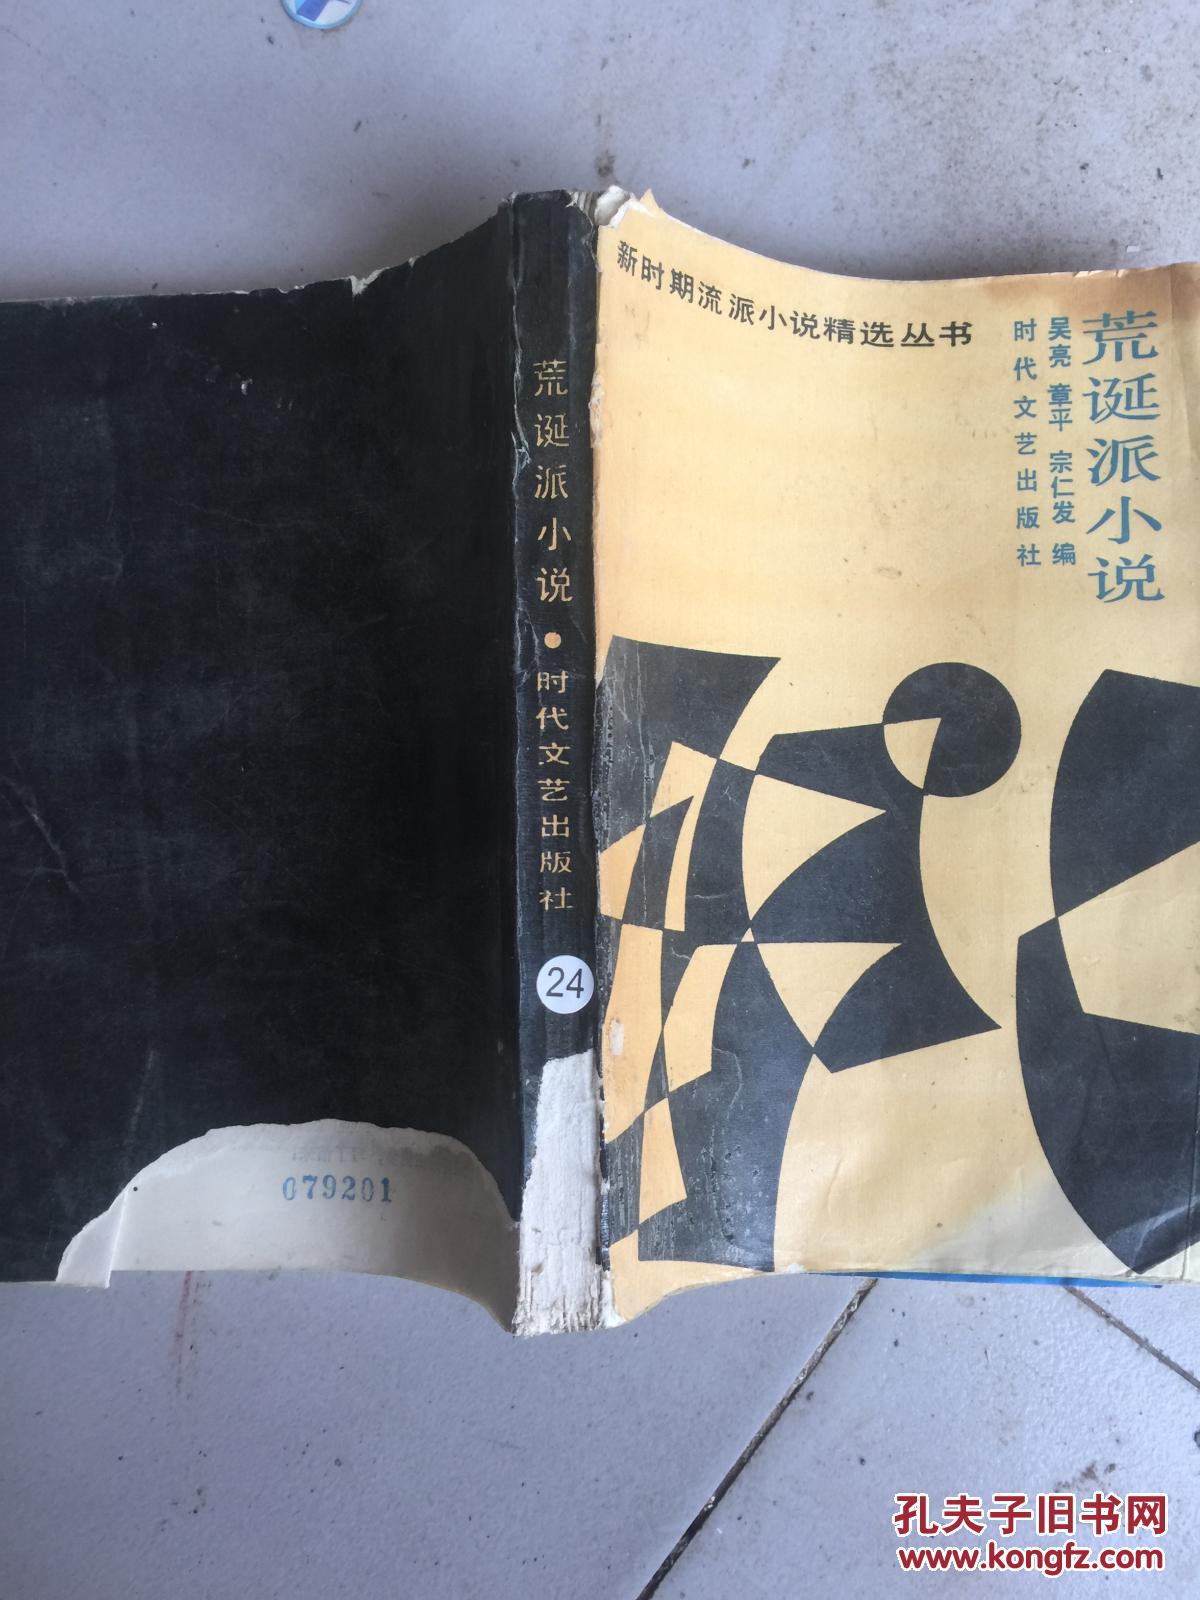 新时期流派小说精选丛书
荒诞派小说
吴亮 章平 宗仁发 编
时代文艺出版社
荒诞派小说·时代文艺出版社
24
079201
孔夫子旧书网
www.kongfz.com